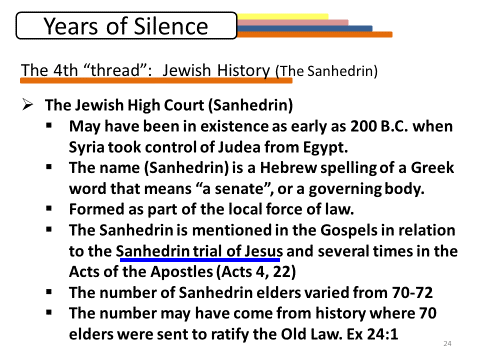 Years of Silence
The 4th “thread”:  Jewish History (The Sanhedrin)
➢ The Jewish High Court (Sanhedrin)
▪ May have been in existence as early as 200 B.C. when
Syria took control of Judea from Egypt.
▪ The name (Sanhedrin) is a Hebrew spelling of a Greek
word that means “a senate”, or a governing body.
▪ Formed as part of the local force of law.
▪ The Sanhedrin is mentioned in the Gospels in relation
to the Sanhedrin trial of Jesus and several times in the
Acts of the Apostles (Acts 4, 22)
▪ The number of Sanhedrin elders varied from 70-72
▪ The number may have come from history where 70
elders were sent to ratify the Old Law. Ex 24:1
24